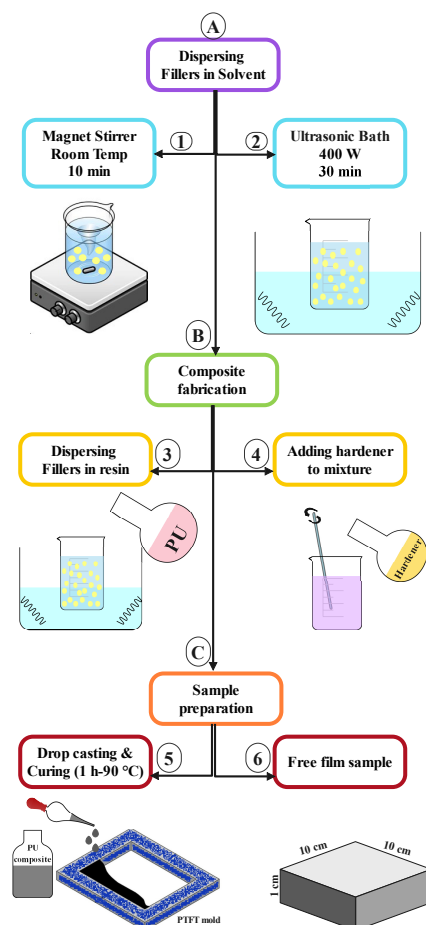 A
Dispersing
Fillers in Solvent
1
Magnet Stirrer
Room Temp
10 min
2
Ultrasonic Bath
400 W
30 min
B
Composite
fabrication
3
Dispersing
Fillers in resin
4
Adding hardener
to mixture
PU
Hardener
C
Sample
preparation
5
Drop casting &
Curing (1 h-90 °C)
6
Free film sample
PU
composite
PTFT mold
10 cm
10 cm
1 cm